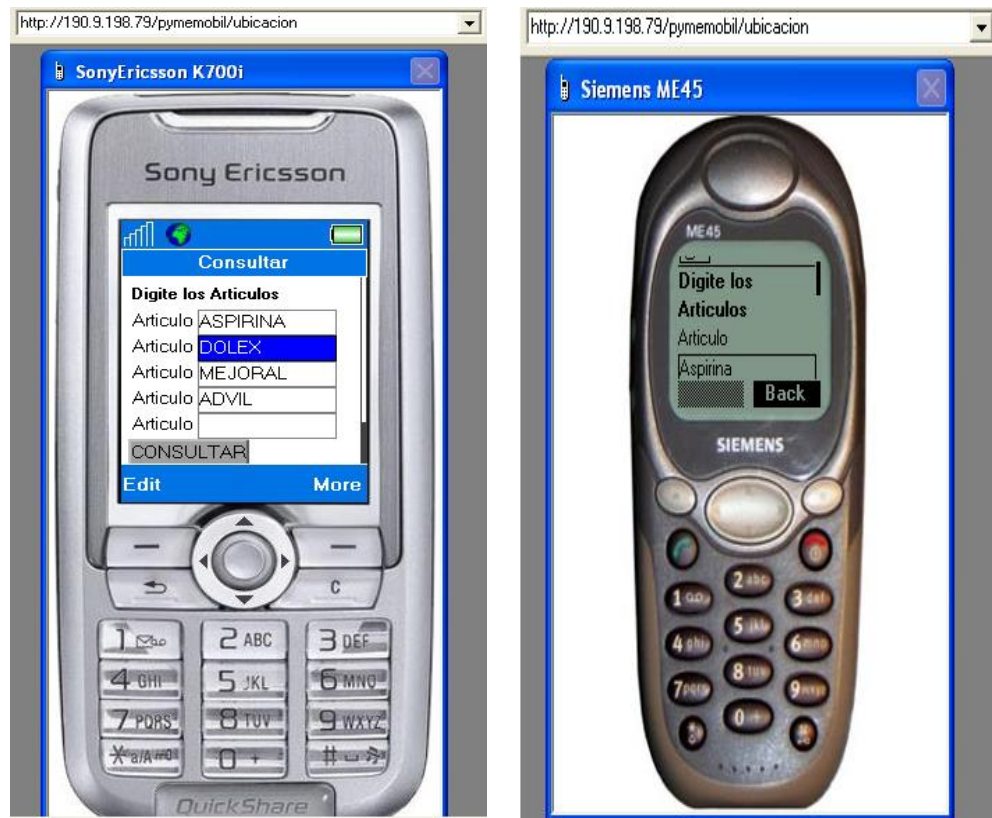 http://190.9.198.79/pymemobil/ubicacion
SonyEricsson K700i
Sony Ericsson
Consultar
Digite los Articulos
Articulo ASPIRINA
Articulo DOLEX
Articulo MEJORAL
Articulo ADVIL
Articulo
CONSULTAR
Edit More
C
1 2 ABC 3 DEF
4 GHI 5 JKL 6 MNO
7 PQRS 8 TUV 9 WXYZ
* a/A 0 + #
QuickShare
http://190.9.198.79/pymemobil/ubicacion
Siemens ME45
ME45
Digite los
Articulos
Articulo
Aspirina
Back
SIEMENS
1 2 abc 3 def
4 ghi 5 jkl 6 mno
7 pqrs 8 tuv 9 wxyz
0 #